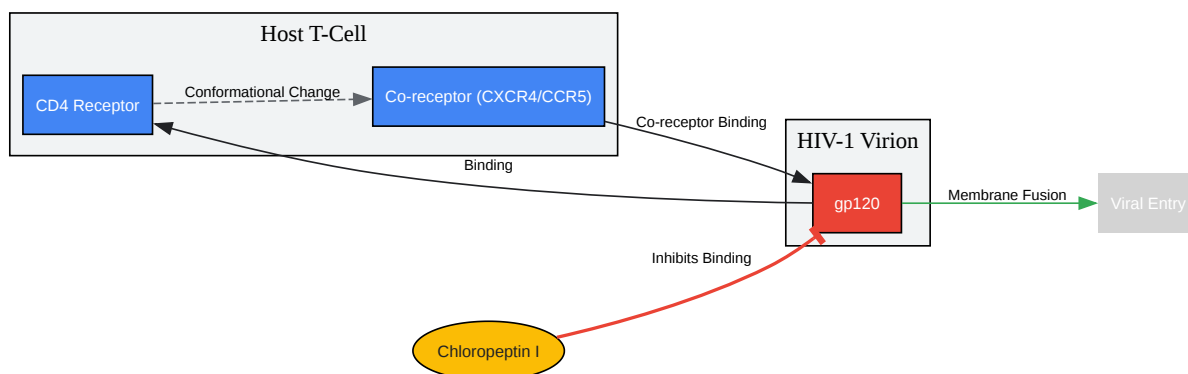 Host T-Cell
CD4 Receptor
Conformational Change
Co-receptor (CXCR4/CCR5)
Co-receptor Binding
Binding
HIV-1 Virion
gp120
Membrane Fusion
Viral Entry
Inhibits Binding
Chloropeptin I